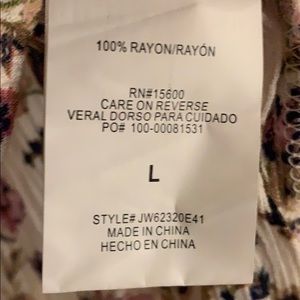 100% RAYON/RAYÓN
RN#15600
CARE ON REVERSE
VERAL DORSO PARA CUIDADO
PO# 100-00081531
L
STYLE# JW62320E41
MADE IN CHINA
HECHO EN CHINA